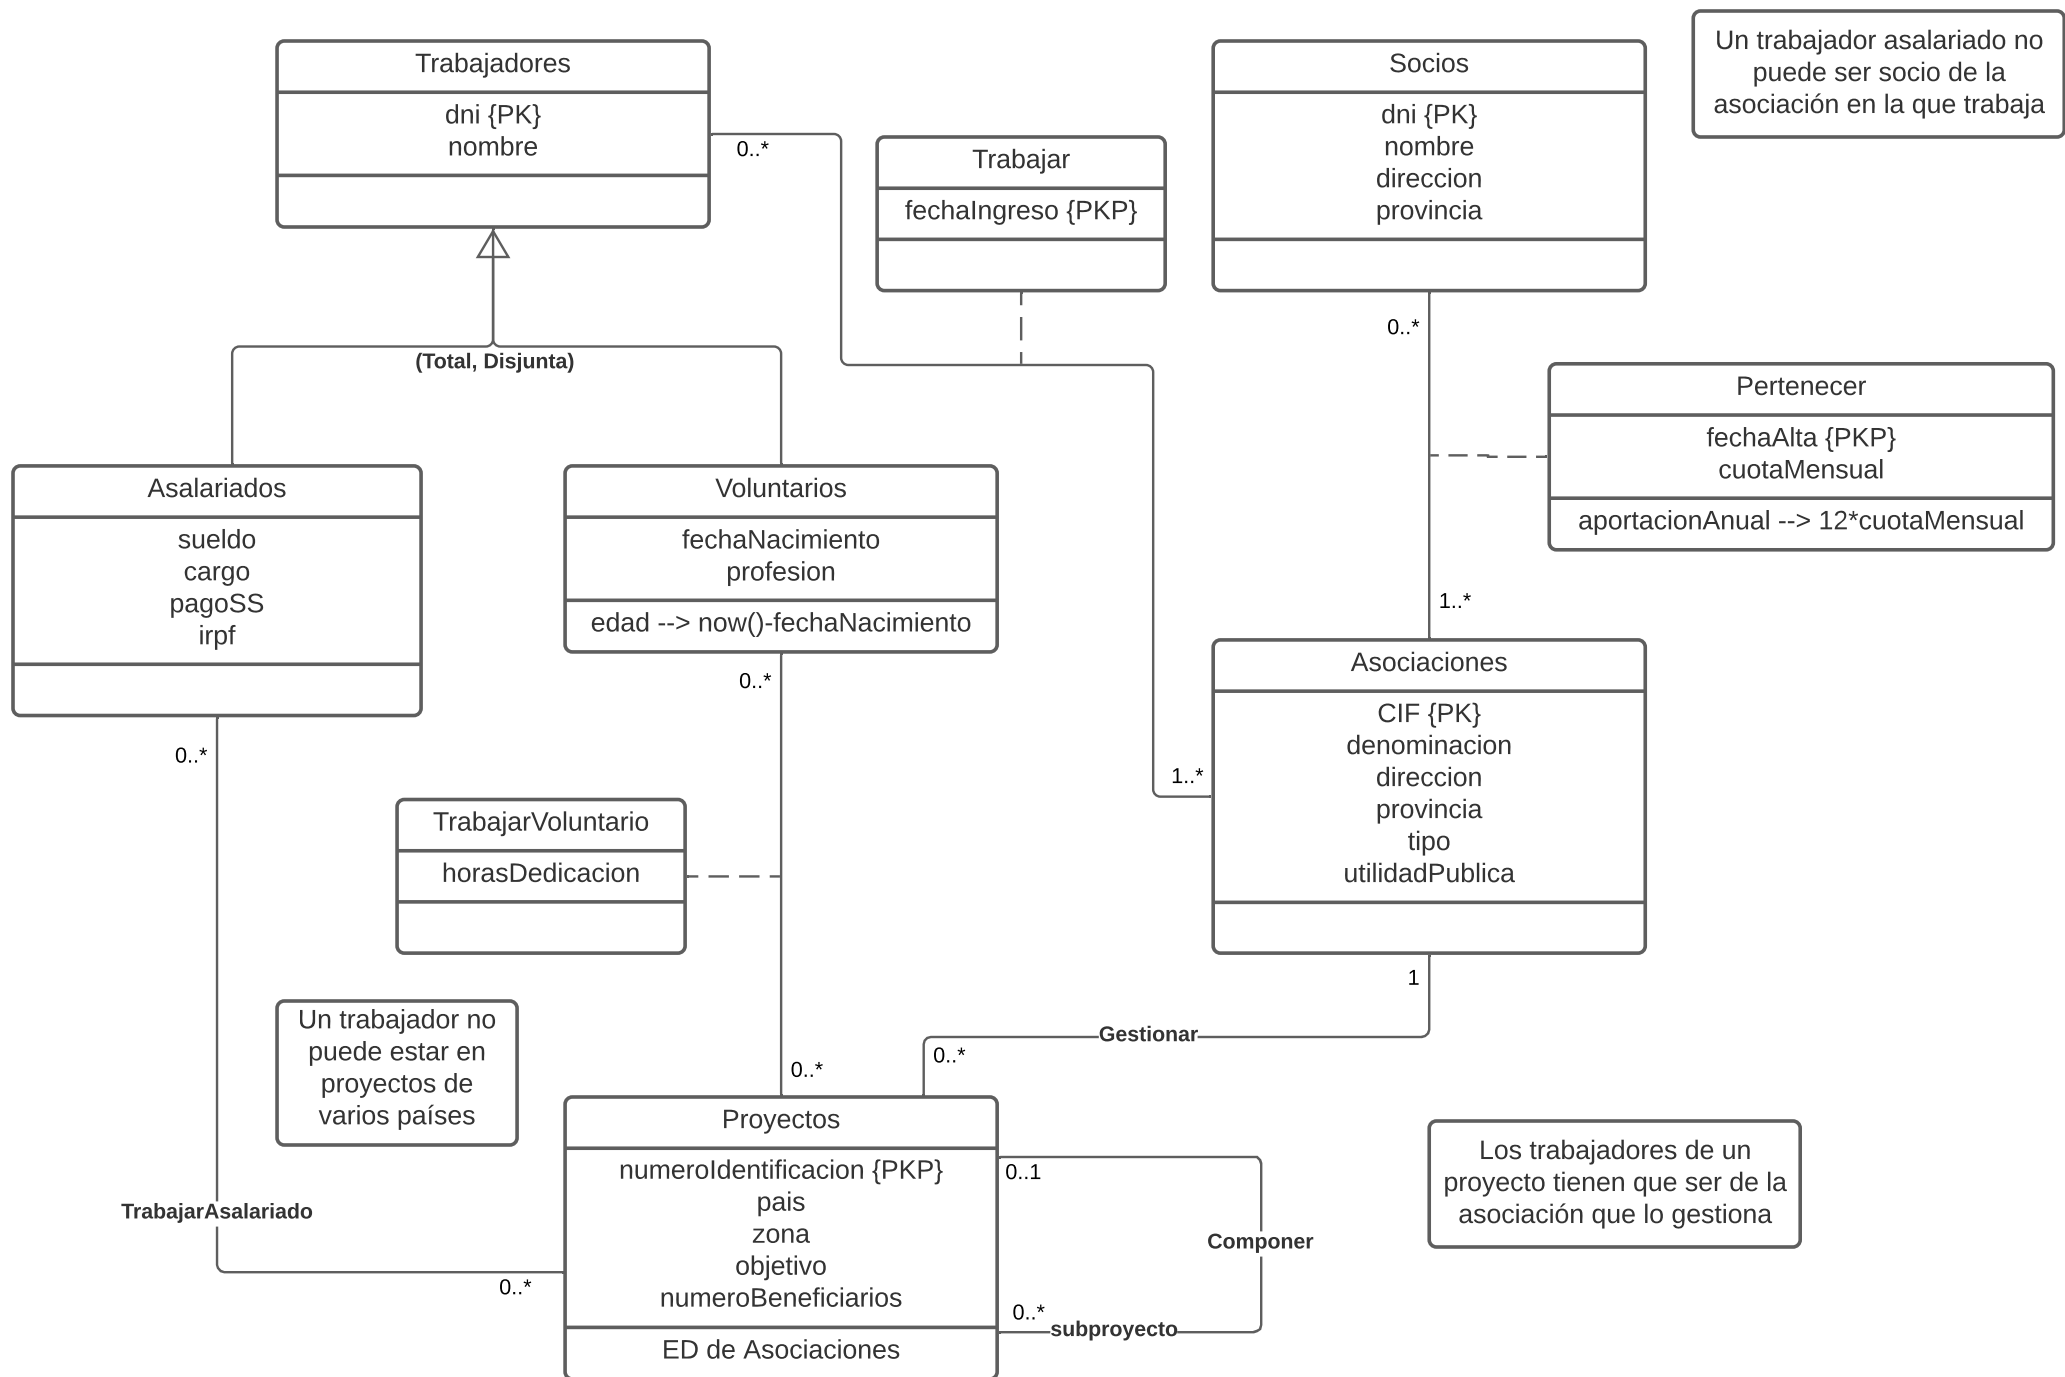 Trabajadores
dni {PK}
nombre
0..*
Trabajar
fechaIngreso {PKP}
Socios
dni {PK}
nombre
direccion
provincia
0..*
Un trabajador asalariado no
puede ser socio de la
asociación en la que trabaja
(Total, Disjunta)
Pertenecer
fechaAlta {PKP}
cuotaMensual
aportacionAnual --> 12*cuotaMensual
Asalariados
sueldo
cargo
pagoSS
irpf
0..*
Voluntarios
fechaNacimiento
profesion
edad --> now()-fechaNacimiento
0..*
1..*
1..*
Asociaciones
CIF {PK}
denominacion
direccion
provincia
tipo
utilidadPublica
1
TrabajarVoluntario
horasDedicacion
Un trabajador no
puede estar en
proyectos de
varios países
Gestionar
0..*
0..*
Proyectos
numeroIdentificacion {PKP}
pais
zona
objetivo
numeroBeneficiarios
ED de Asociaciones
TrabajarAsalariado
0..*
0..1
Componer
0..*
subproyecto
Los trabajadores de un
proyecto tienen que ser de la
asociación que lo gestiona